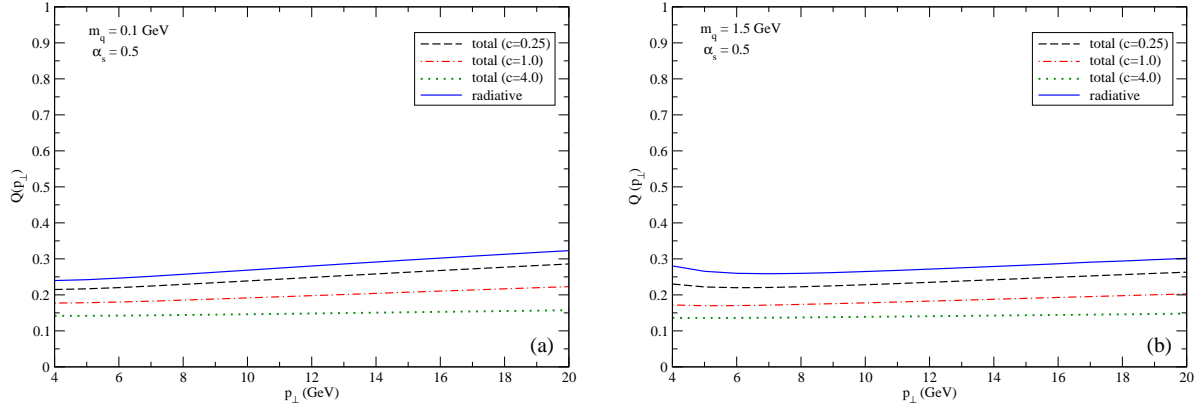 m_q = 0.1 GeV
α_s = 0.5
total (c=0.25)
total (c=1.0)
total (c=4.0)
radiative
Q(p_⊥)
1
0.9
0.8
0.7
0.6
0.5
0.4
0.3
0.2
0.1
0
4 6 8 10 12 14 16 18 20
p_⊥ (GeV)
(a)
m_q = 1.5 GeV
α_s = 0.5
total (c=0.25)
total (c=1.0)
total (c=4.0)
radiative
Q (p_⊥)
1
0.9
0.8
0.7
0.6
0.5
0.4
0.3
0.2
0.1
0
4 6 8 10 12 14 16 18 20
p_⊥ (GeV)
(b)